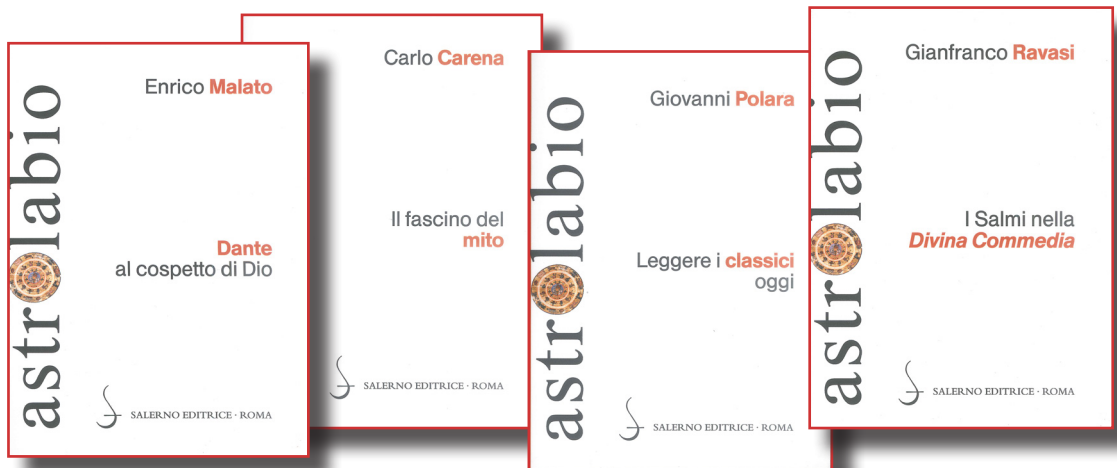 astrolabio
Enrico Malato
Dante
al cospetto di Dio
SALERNO EDITRICE · ROMA
Carlo Carena
Il fascino del
mito
SALERNO EDITRICE · ROMA
astrolabio
Giovanni Polara
Leggere i classici
oggi
SALERNO EDITRICE · ROMA
astrolabio
Gianfranco Ravasi
I Salmi nella
Divina Commedia
SALERNO EDITRICE · ROMA